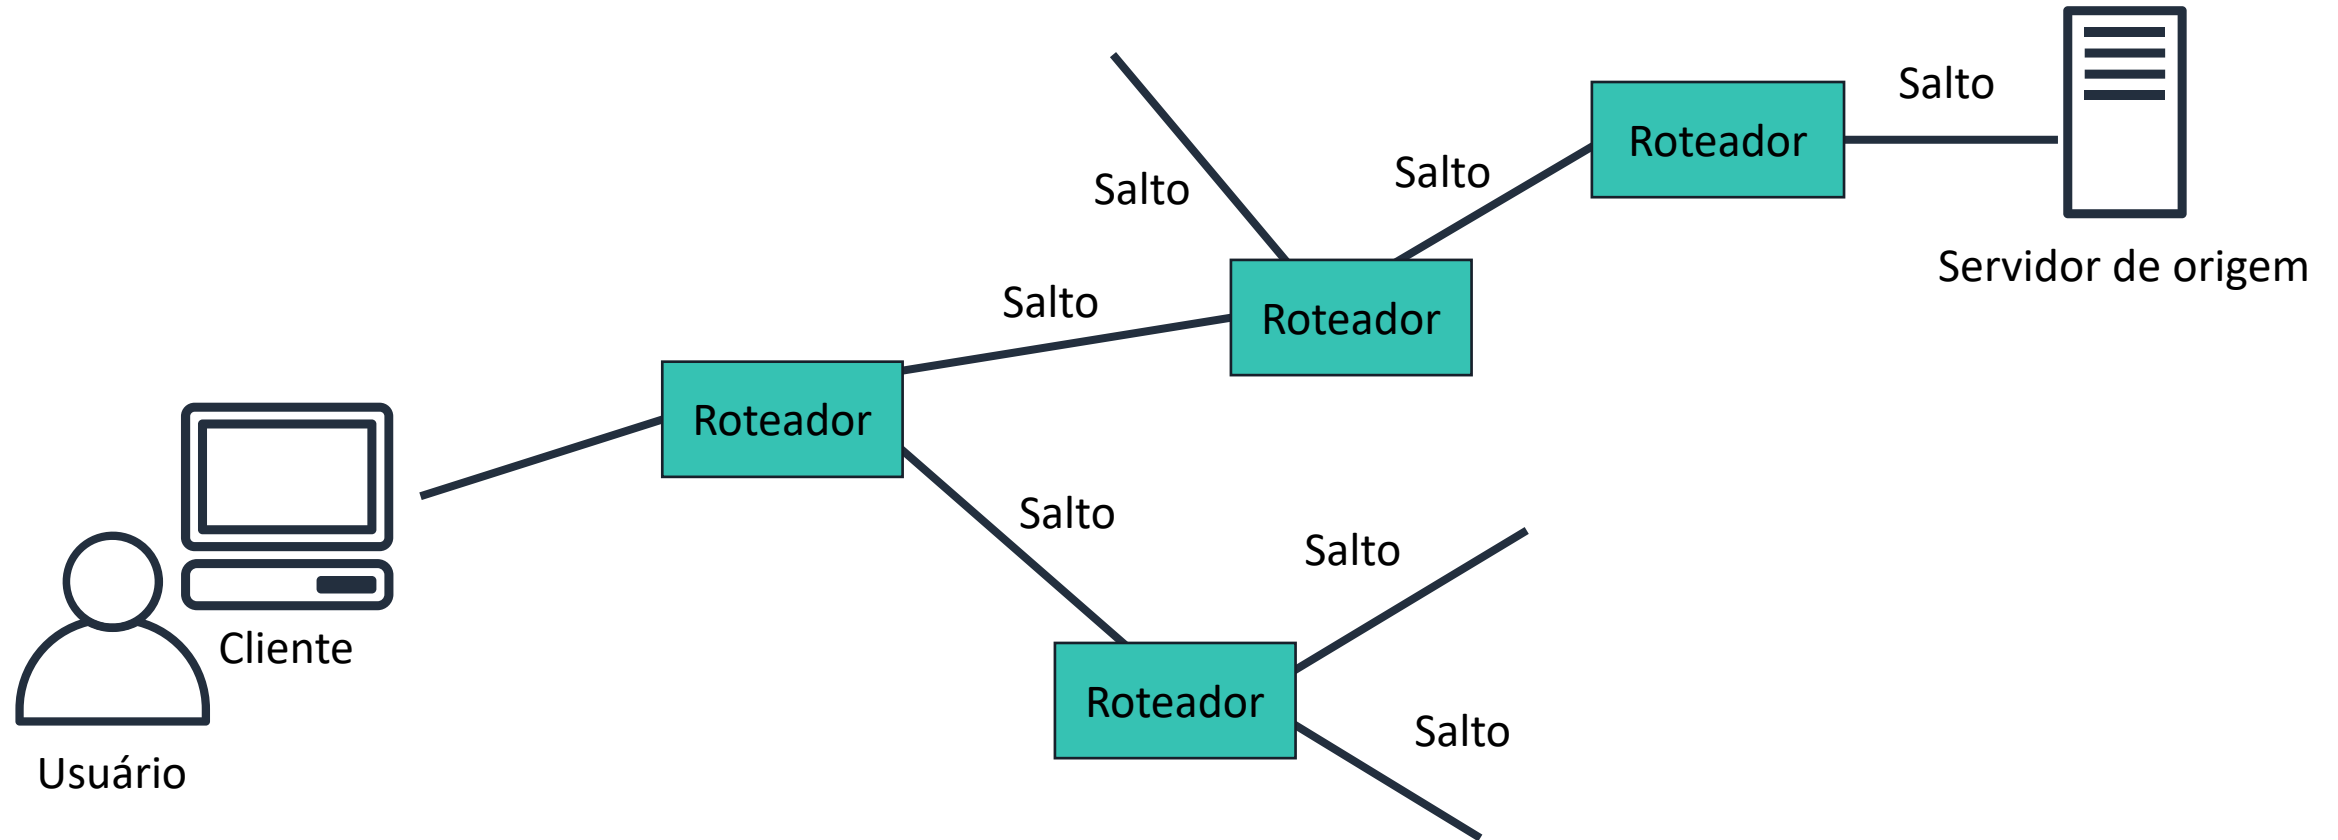 Salto
Roteador
Salto
Salto
Servidor de origem
Salto
Roteador
Roteador
Salto
Salto
Cliente
Roteador
Salto
Usuário